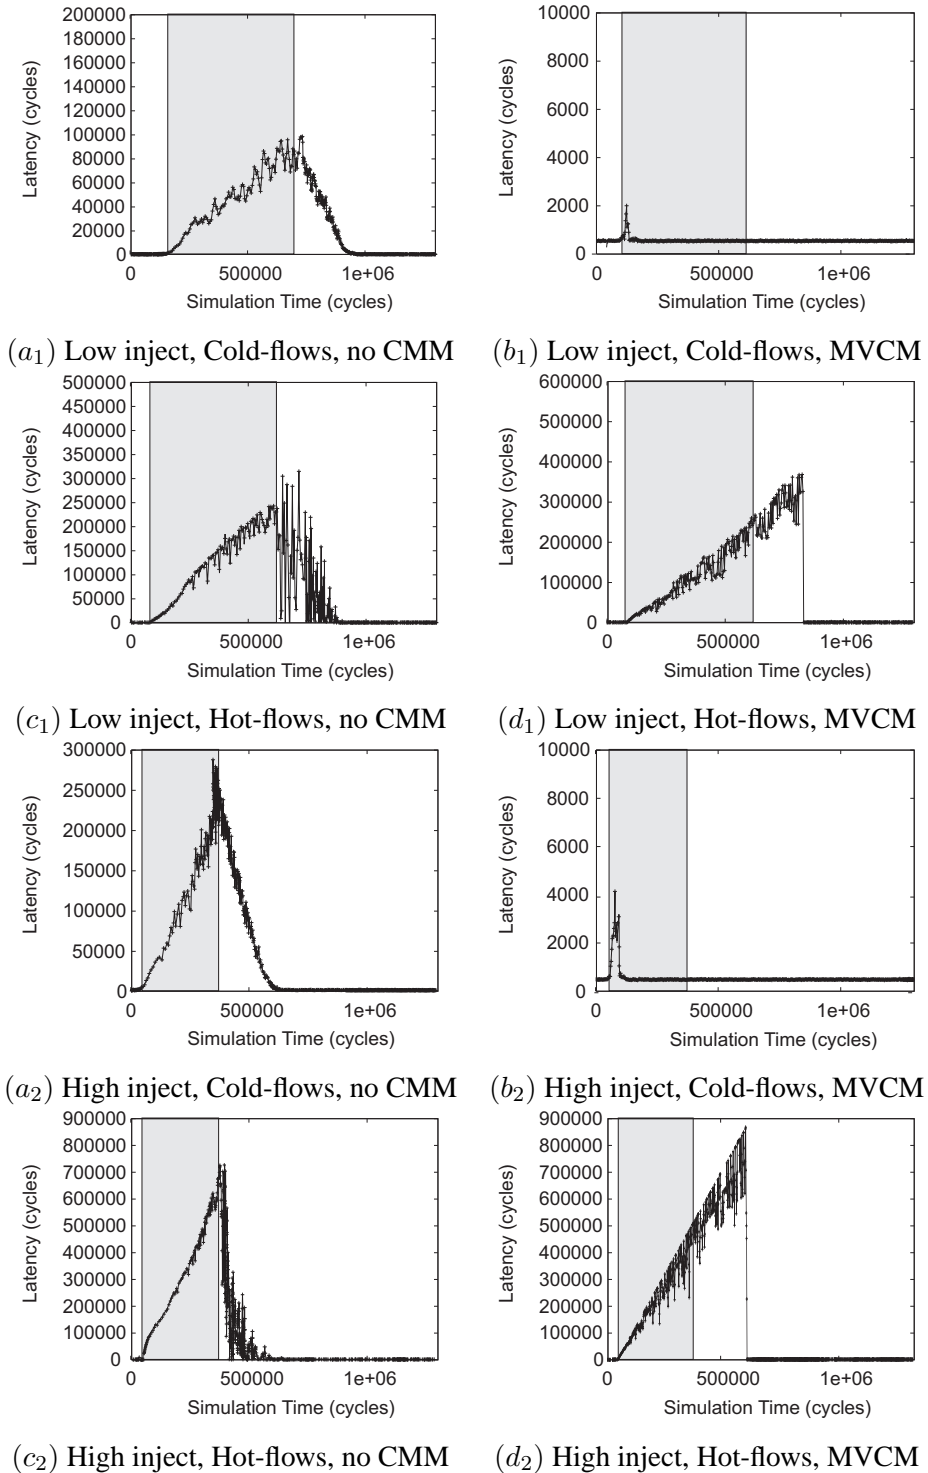 200000
180000
160000
140000
120000
100000
80000
60000
40000
20000
0
Latency (cycles)
0 500000 1e+06
Simulation Time (cycles)
10000
8000
6000
4000
2000
0
Latency (cycles)
0 500000 1e+06
Simulation Time (cycles)
(a1) Low inject, Cold-flows, no CMM
(b1) Low inject, Cold-flows, MVCM
500000
450000
400000
350000
300000
250000
200000
150000
100000
50000
0
Latency (cycles)
0 500000 1e+06
Simulation Time (cycles)
600000
500000
400000
300000
200000
100000
0
Latency (cycles)
0 500000 1e+06
Simulation Time (cycles)
(c1) Low inject, Hot-flows, no CMM
(d1) Low inject, Hot-flows, MVCM
300000
250000
200000
150000
100000
50000
0
Latency (cycles)
0 500000 1e+06
Simulation Time (cycles)
10000
8000
6000
4000
2000
0
Latency (cycles)
0 500000 1e+06
Simulation Time (cycles)
(a2) High inject, Cold-flows, no CMM
(b2) High inject, Cold-flows, MVCM
900000
800000
700000
600000
500000
400000
300000
200000
100000
0
Latency (cycles)
0 500000 1e+06
Simulation Time (cycles)
900000
800000
700000
600000
500000
400000
300000
200000
100000
0
Latency (cycles)
0 500000 1e+06
Simulation Time (cycles)
(c2) High inject, Hot-flows, no CMM
(d2) High inject, Hot-flows, MVCM